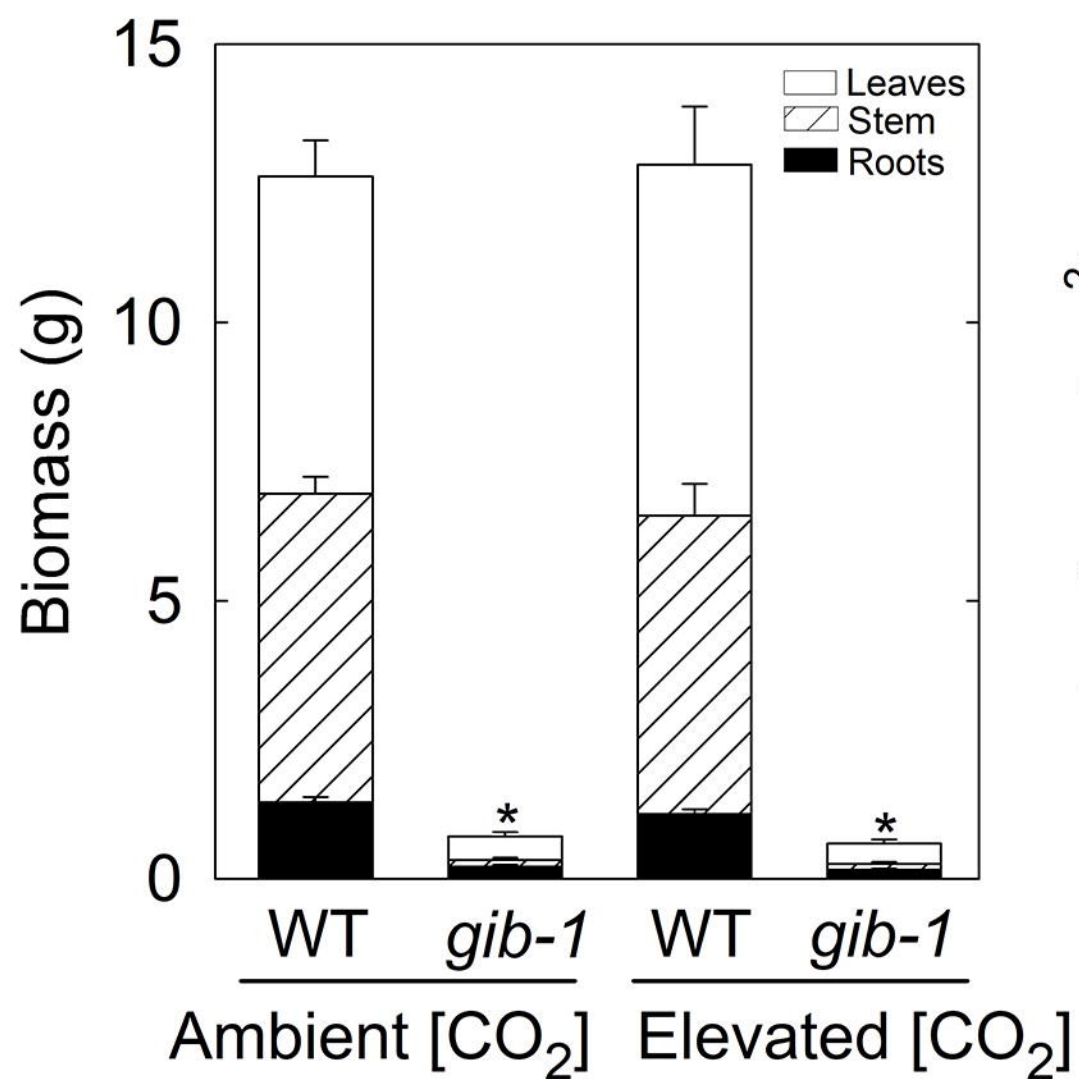 15
Leaves
Stem
Roots
10
5
0
Biomass (g)
*
*
WT gib-1 WT gib-1
Ambient [CO₂] Elevated [CO₂]